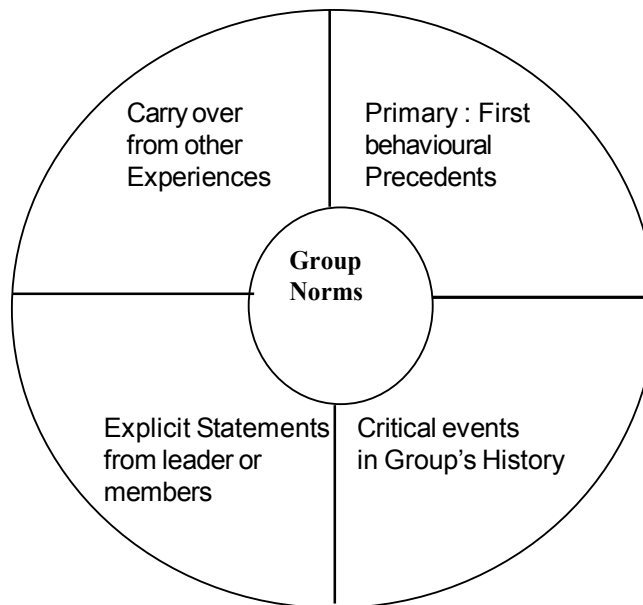 Carry over
from other
Experiences
Primary : First
behavioural
Precedents
Group
Norms
Explicit Statements
from leader or
members
Critical events
in Group's History